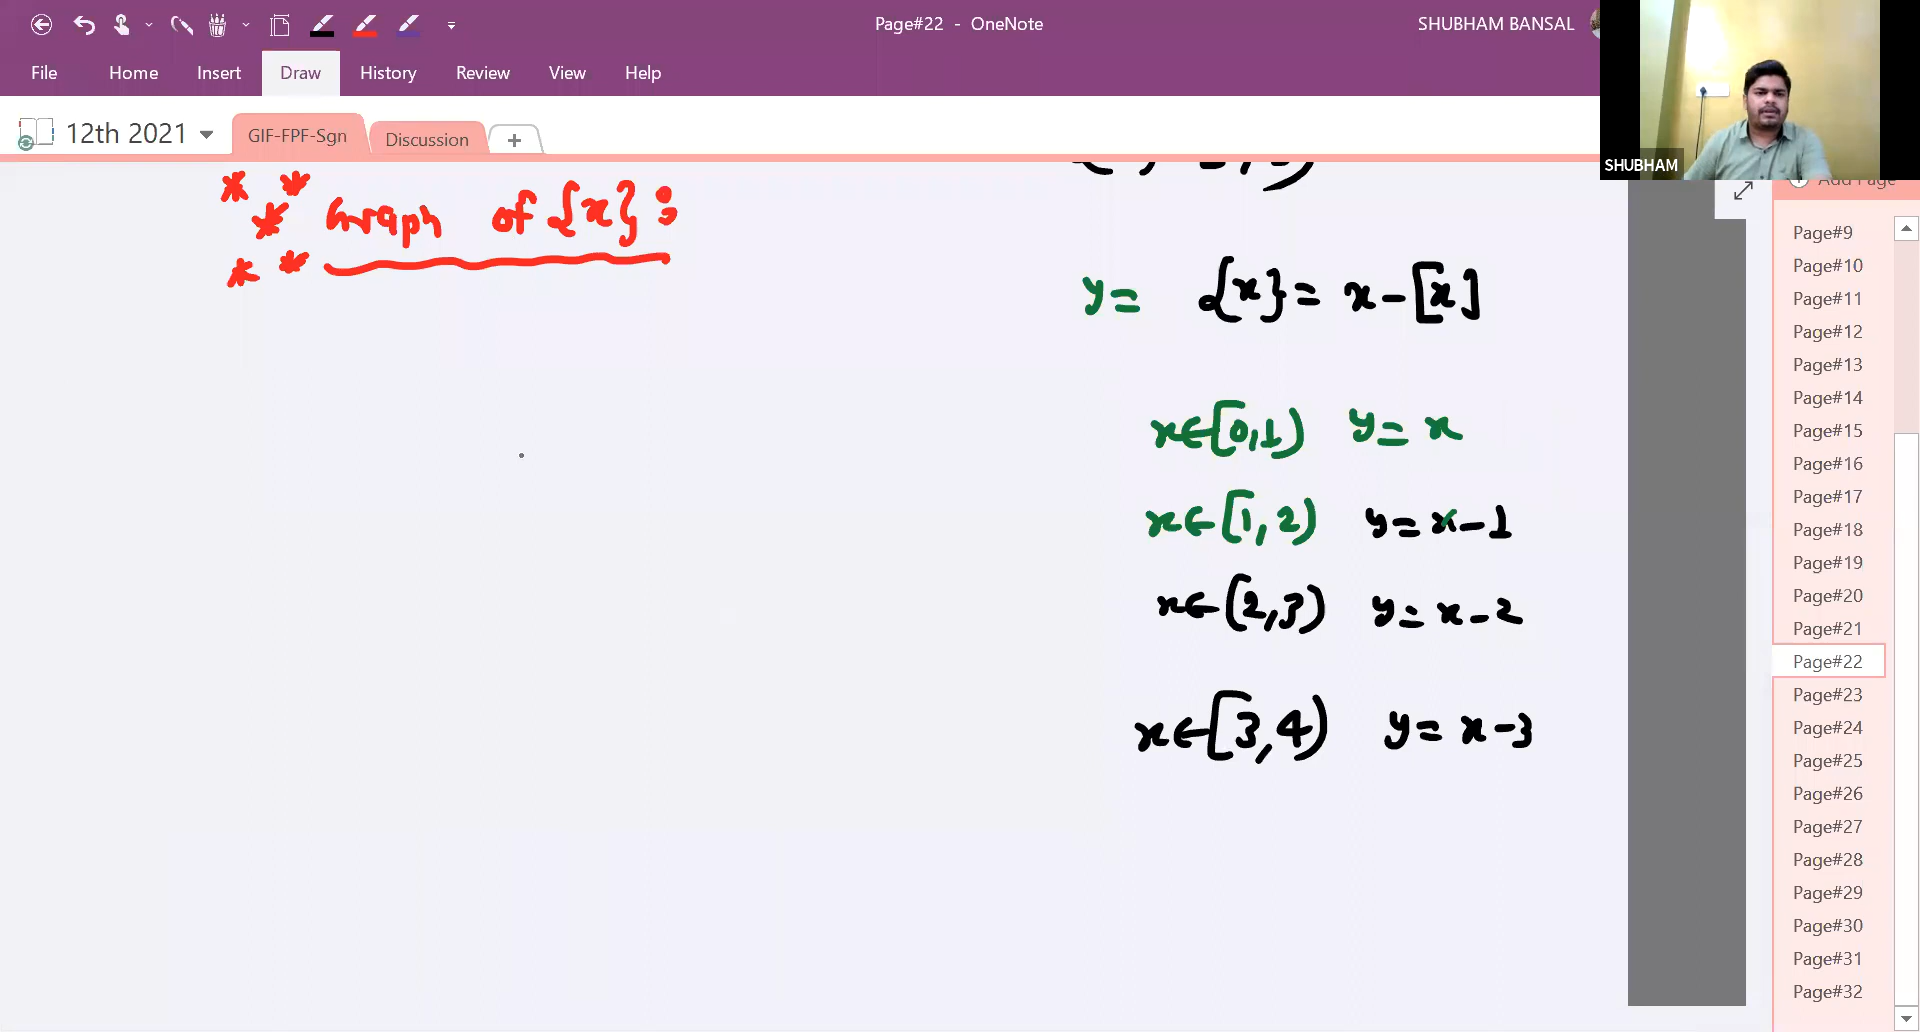 Page#22 - OneNote
SHUBHAM BANSAL
File Home Insert Draw History Review View Help
12th 2021 GIF-FPF-Sgn Discussion +
SHUBHAM
Graph of {x} :
y = {x} = x - [x]
x ∈ [0,1) y = x
x ∈ [1, 2) y = x - 1
x ∈ (2,3) y = x - 2
x ∈ [3,4) y = x - 3
Add Page
Page#9
Page#10
Page#11
Page#12
Page#13
Page#14
Page#15
Page#16
Page#17
Page#18
Page#19
Page#20
Page#21
Page#22
Page#23
Page#24
Page#25
Page#26
Page#27
Page#28
Page#29
Page#30
Page#31
Page#32